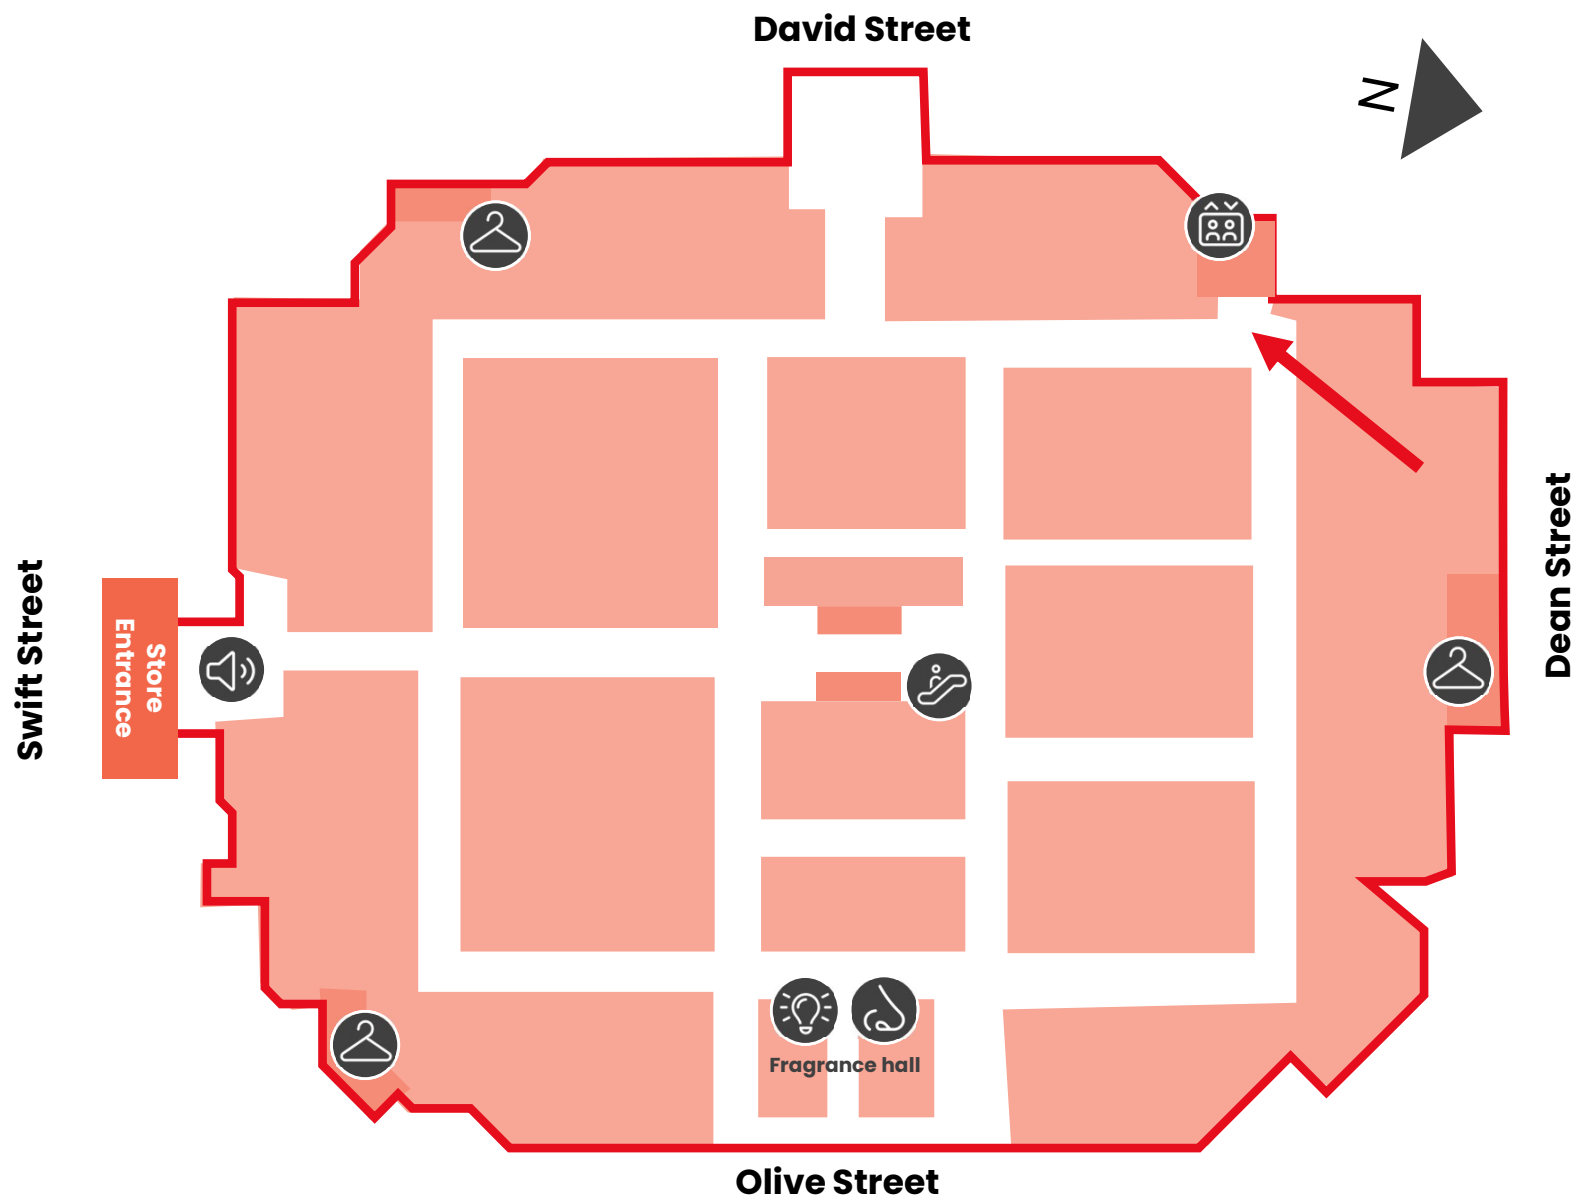 David Street
N
Swift Street
Store
Entrance
Dean Street
Fragrance hall
Olive Street